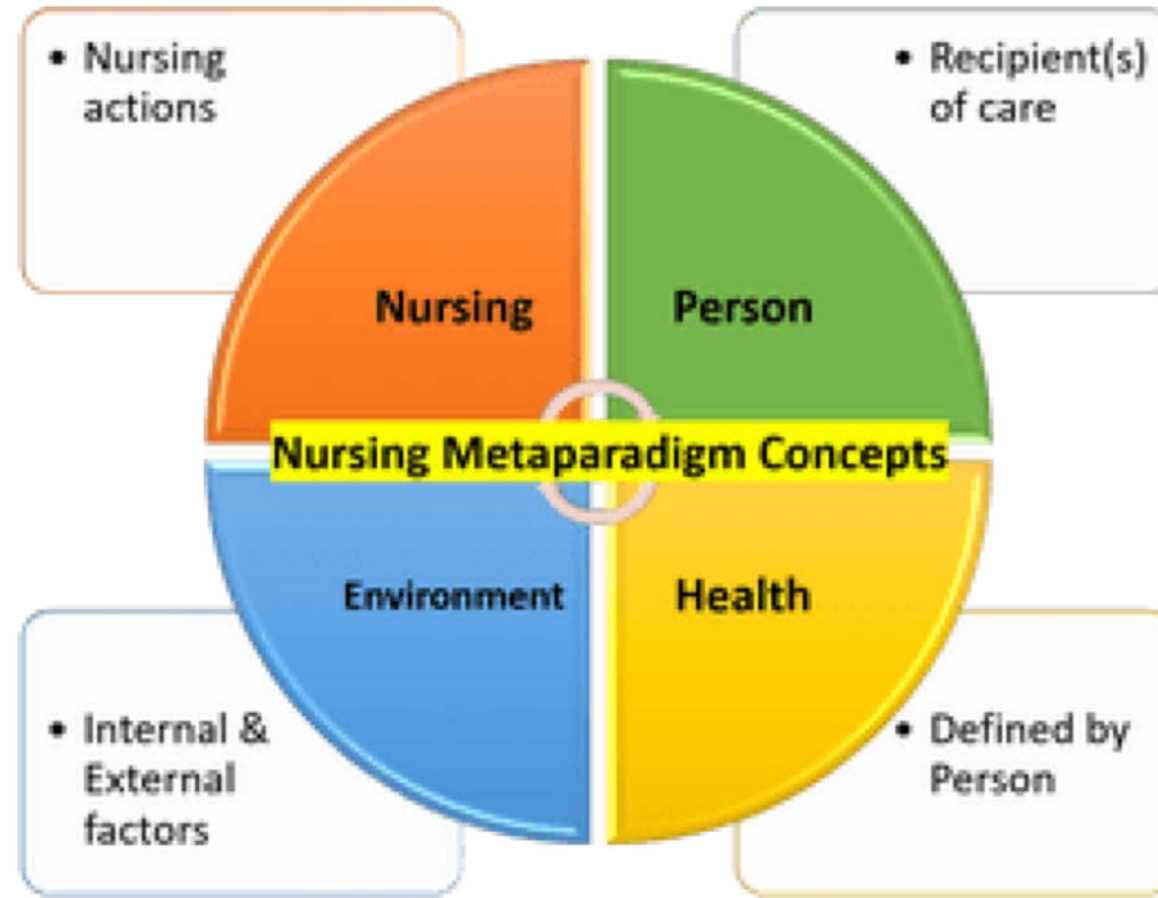 • Nursing
actions
• Recipient(s)
of care
Nursing
Person
Nursing Metaparadigm Concepts
Environment
Health
• Internal &
External
factors
• Defined by
Person